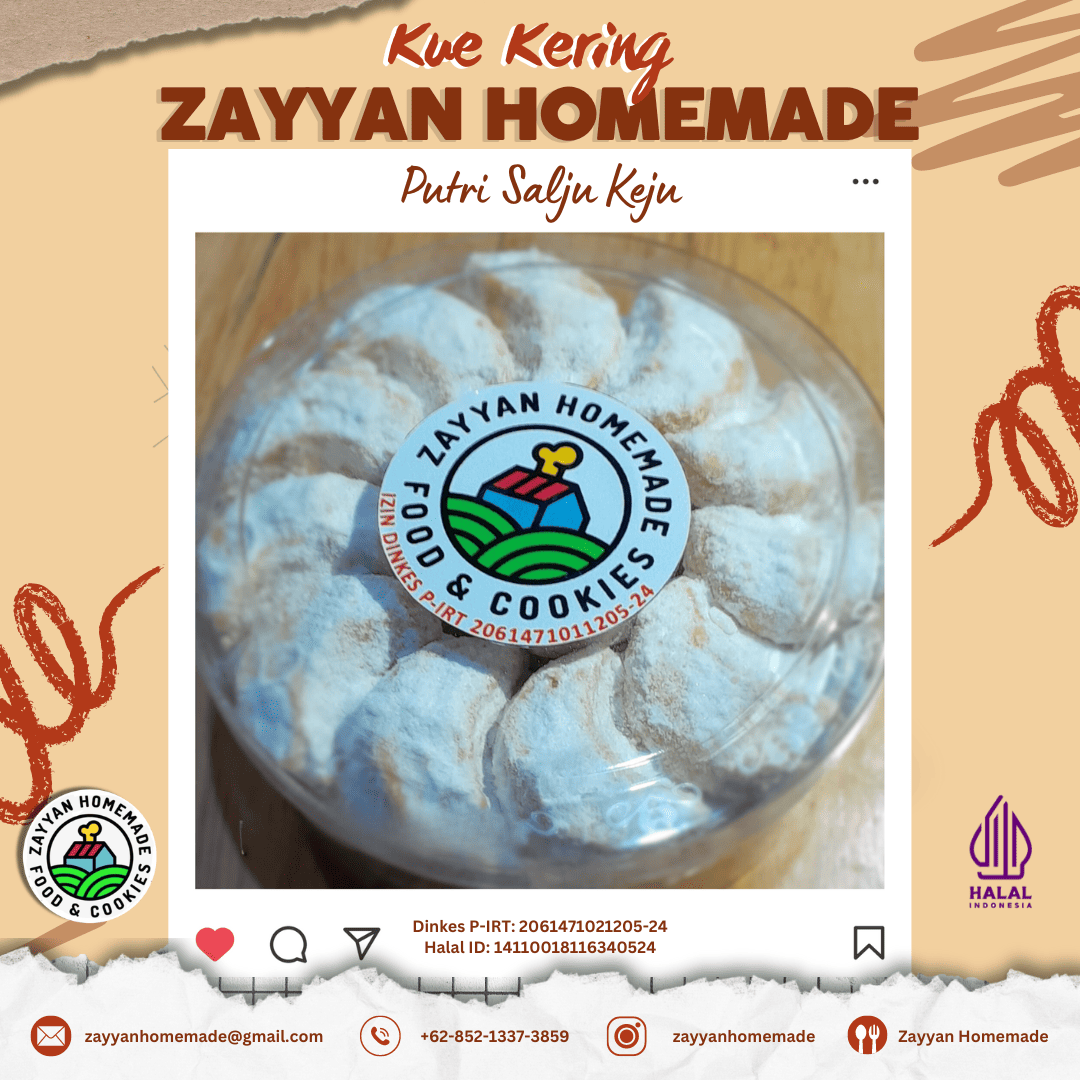 Kue Kering
ZAYYAN HOMEMADE
Putri Salju Keju
ZAYYAN HOMEMADE
FOOD & COOKIES
IZIN DINKES P-IRT 2061471011205-24
ZAYYAN HOMEMADE
FOOD & COOKIES
HALAL
INDONESIA
Dinkes P-IRT: 2061471021205-24
Halal ID: 14110018116340524
zayyanhomemade@gmail.com
+62-852-1337-3859
zayyanhomemade
Zayyan Homemade